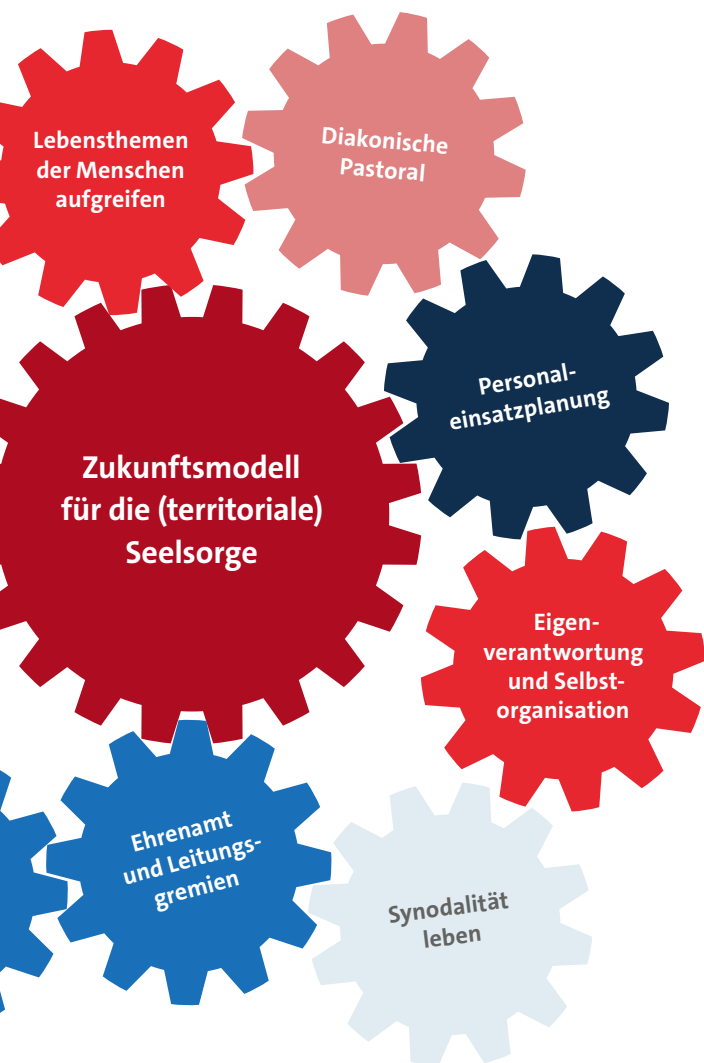 Lebensthemen
der Menschen
aufgreifen
Diakonische
Pastoral
Personal-
einsatzplanung
Zukunftsmodell
für die (territoriale)
Seelsorge
Eigen-
verantwortung
und Selbst-
organisation
Ehrenamt
und Leitungs-
gremien
Synodalität
leben